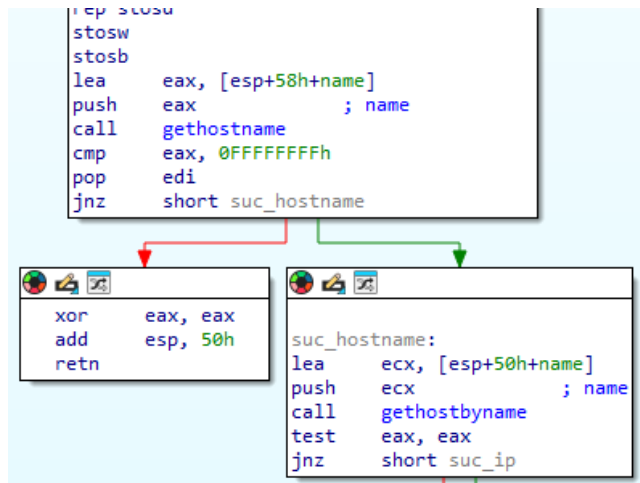 rep stosd
stosw
stosb
lea eax, [esp+58h+name]
push eax ; name
call gethostname
cmp eax, 0FFFFFFFFh
pop edi
jnz short suc_hostname
xor eax, eax
add esp, 50h
retn
suc_hostname:
lea ecx, [esp+50h+name]
push ecx ; name
call gethostbyname
test eax, eax
jnz short suc_ip